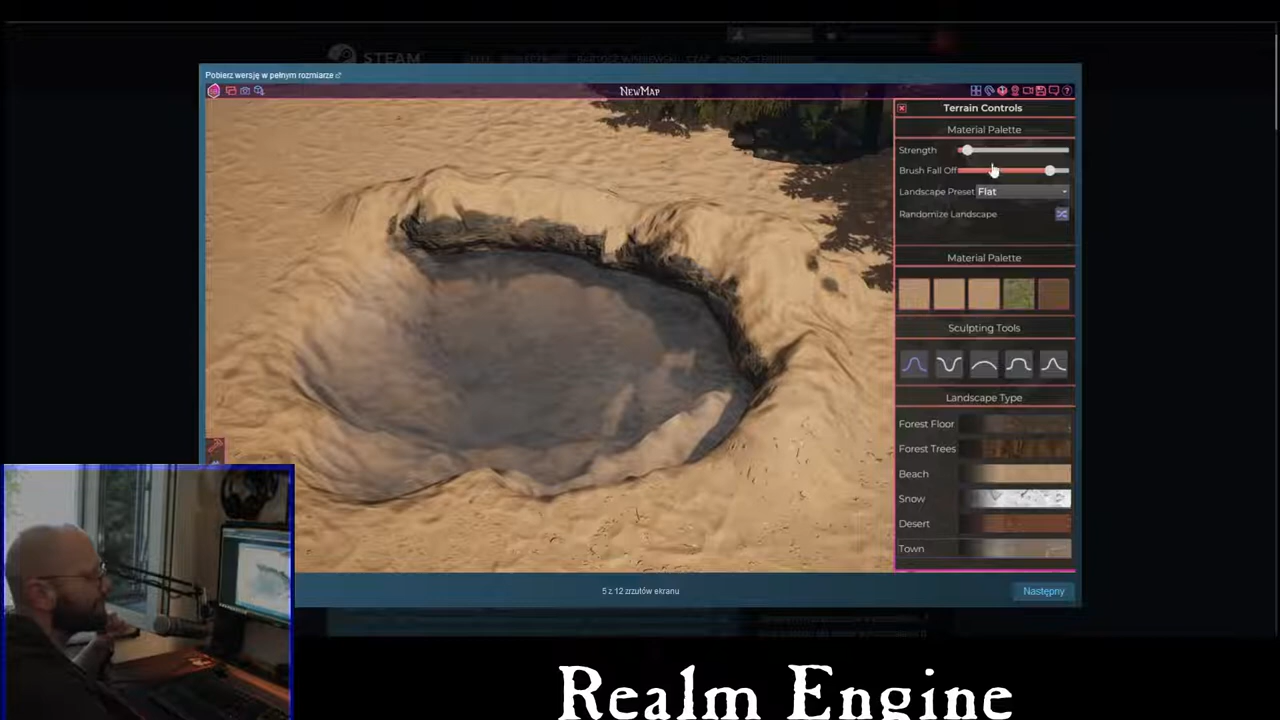 STEAM
Pobierz wersję w pełnym rozmiarze
NewMap
Terrain Controls
Material Palette
Strength
Brush Fall Off
Landscape Preset Flat
Randomize Landscape
Material Palette
Sculpting Tools
Landscape Type
Forest Floor
Forest Trees
Beach
Snow
Desert
Town
5 z 12 zrzutów ekranu
Następny
Realm Engine